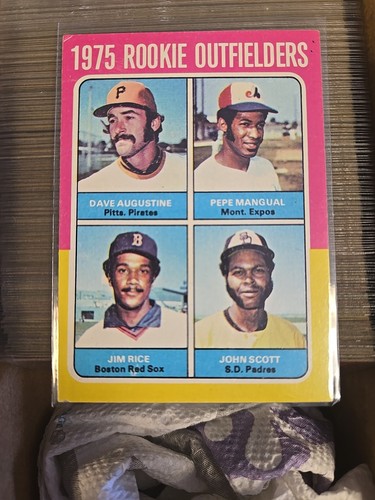 1975 ROOKIE OUTFIELDERS
P
M
DAVE AUGUSTINE
Pitts. Pirates
PEPE MANGUAL
Mont. Expos
B
SD
JIM RICE
Boston Red Sox
JOHN SCOTT
S.D. Padres